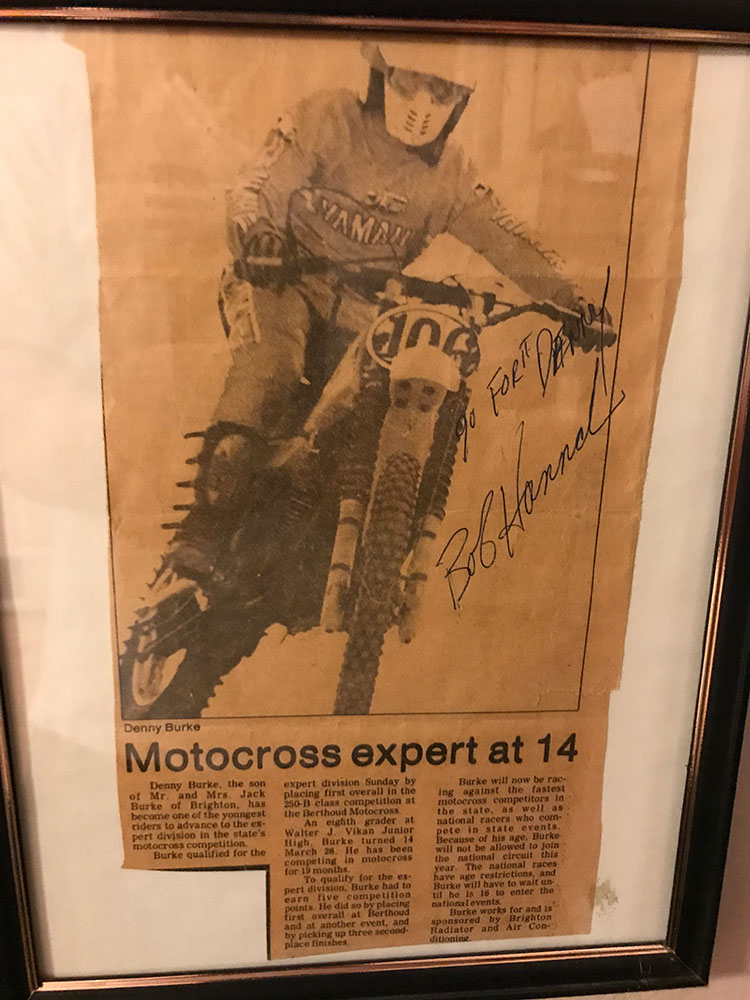 YAMAH
100
go FOR IT DENNY
Bob Hannah
Denny Burke
Motocross expert at 14
Denny Burke, the son
of Mr. and Mrs. Jack
Burke of Brighton, has
become one of the youngest
riders to advance to the ex-
pert division in the state's
motocross competition.
Burke qualified for the
expert division Sunday by
placing first overall in the
250-B class competition at
the Berthoud Motocross.
An eighth grader at
Walter J. Vikan Junior
High, Burke turned 14
March 26. He has been
competing in motocross
for 19 months.
To qualify for the ex-
pert division, Burke had to
earn five competition
points. He did so by placing
first overall at Berthoud
and at another event, and
by picking up three second-
place finishes.
Burke will now be rac-
ing against the fastest
motocross competitors in
the state, as well as
national racers who com-
pete in state events.
Because of his age, Burke
will not be allowed to join
the national circuit this
year. The national races
have age restrictions, and
Burke will have to wait un-
til he is 16 to enter the
national events.
Burke works for and is
sponsored by Brighton
Radiator and Air Con-
ditioning.